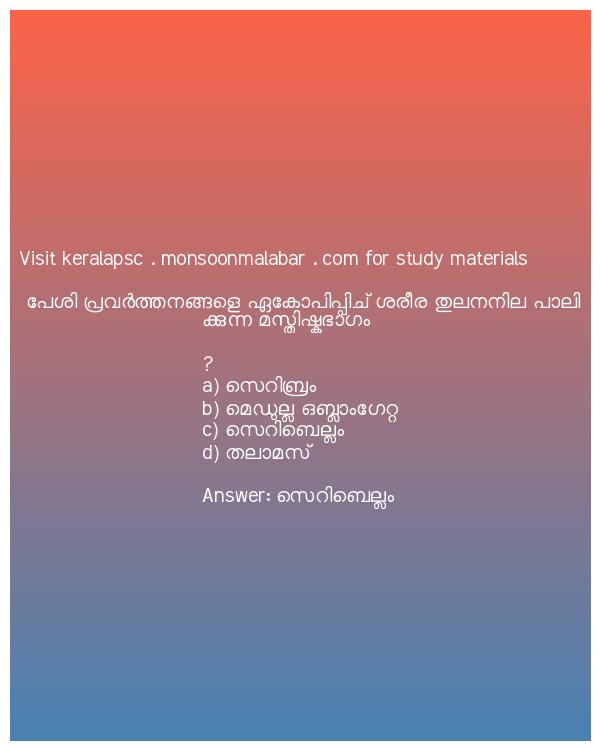 Visit keralapsc . monsoonmalabar . com for study materials
പേശി പ്രവർത്തനങ്ങളെ ഏകോപിപ്പിച് ശരീര തുലനനില പാലി
ക്കുന്ന മസ്തിഷ്കഭാഗം
?
a) സെറിബ്രം
b) മെഡുല്ല ഒബ്ലാംഗേറ്റ
c) സെറിബെല്ലം
d) തലാമസ്
Answer: സെറിബെല്ലം